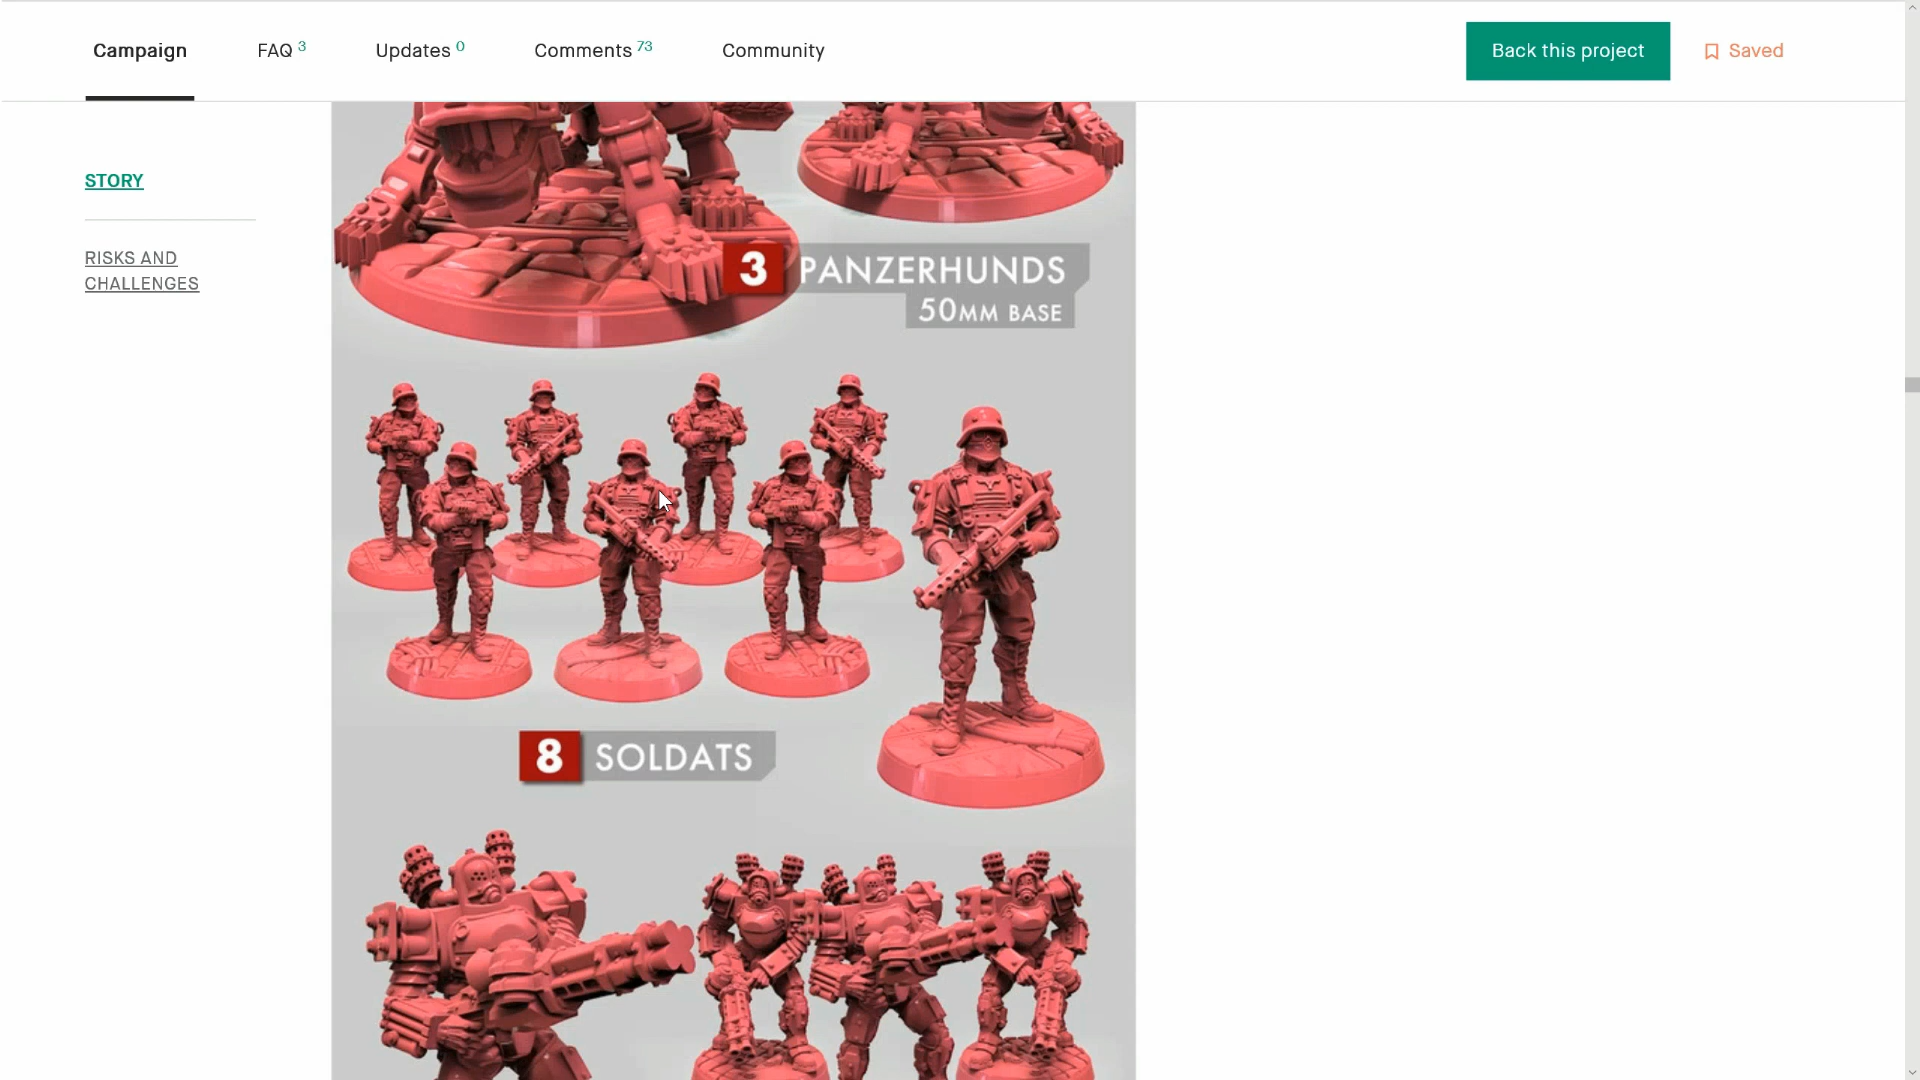 Campaign
FAQ 3
Updates 0
Comments 73
Community
Back this project
Saved
STORY
RISKS AND
CHALLENGES
3 PANZERHUNDS
50MM BASE
8 SOLDATS